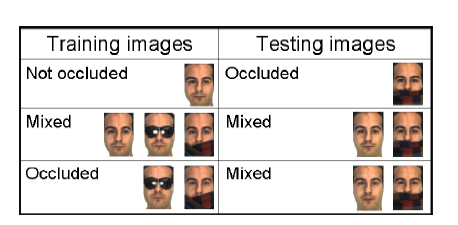 Training images Testing images
Not occluded Occluded
Mixed Mixed
Occluded Mixed